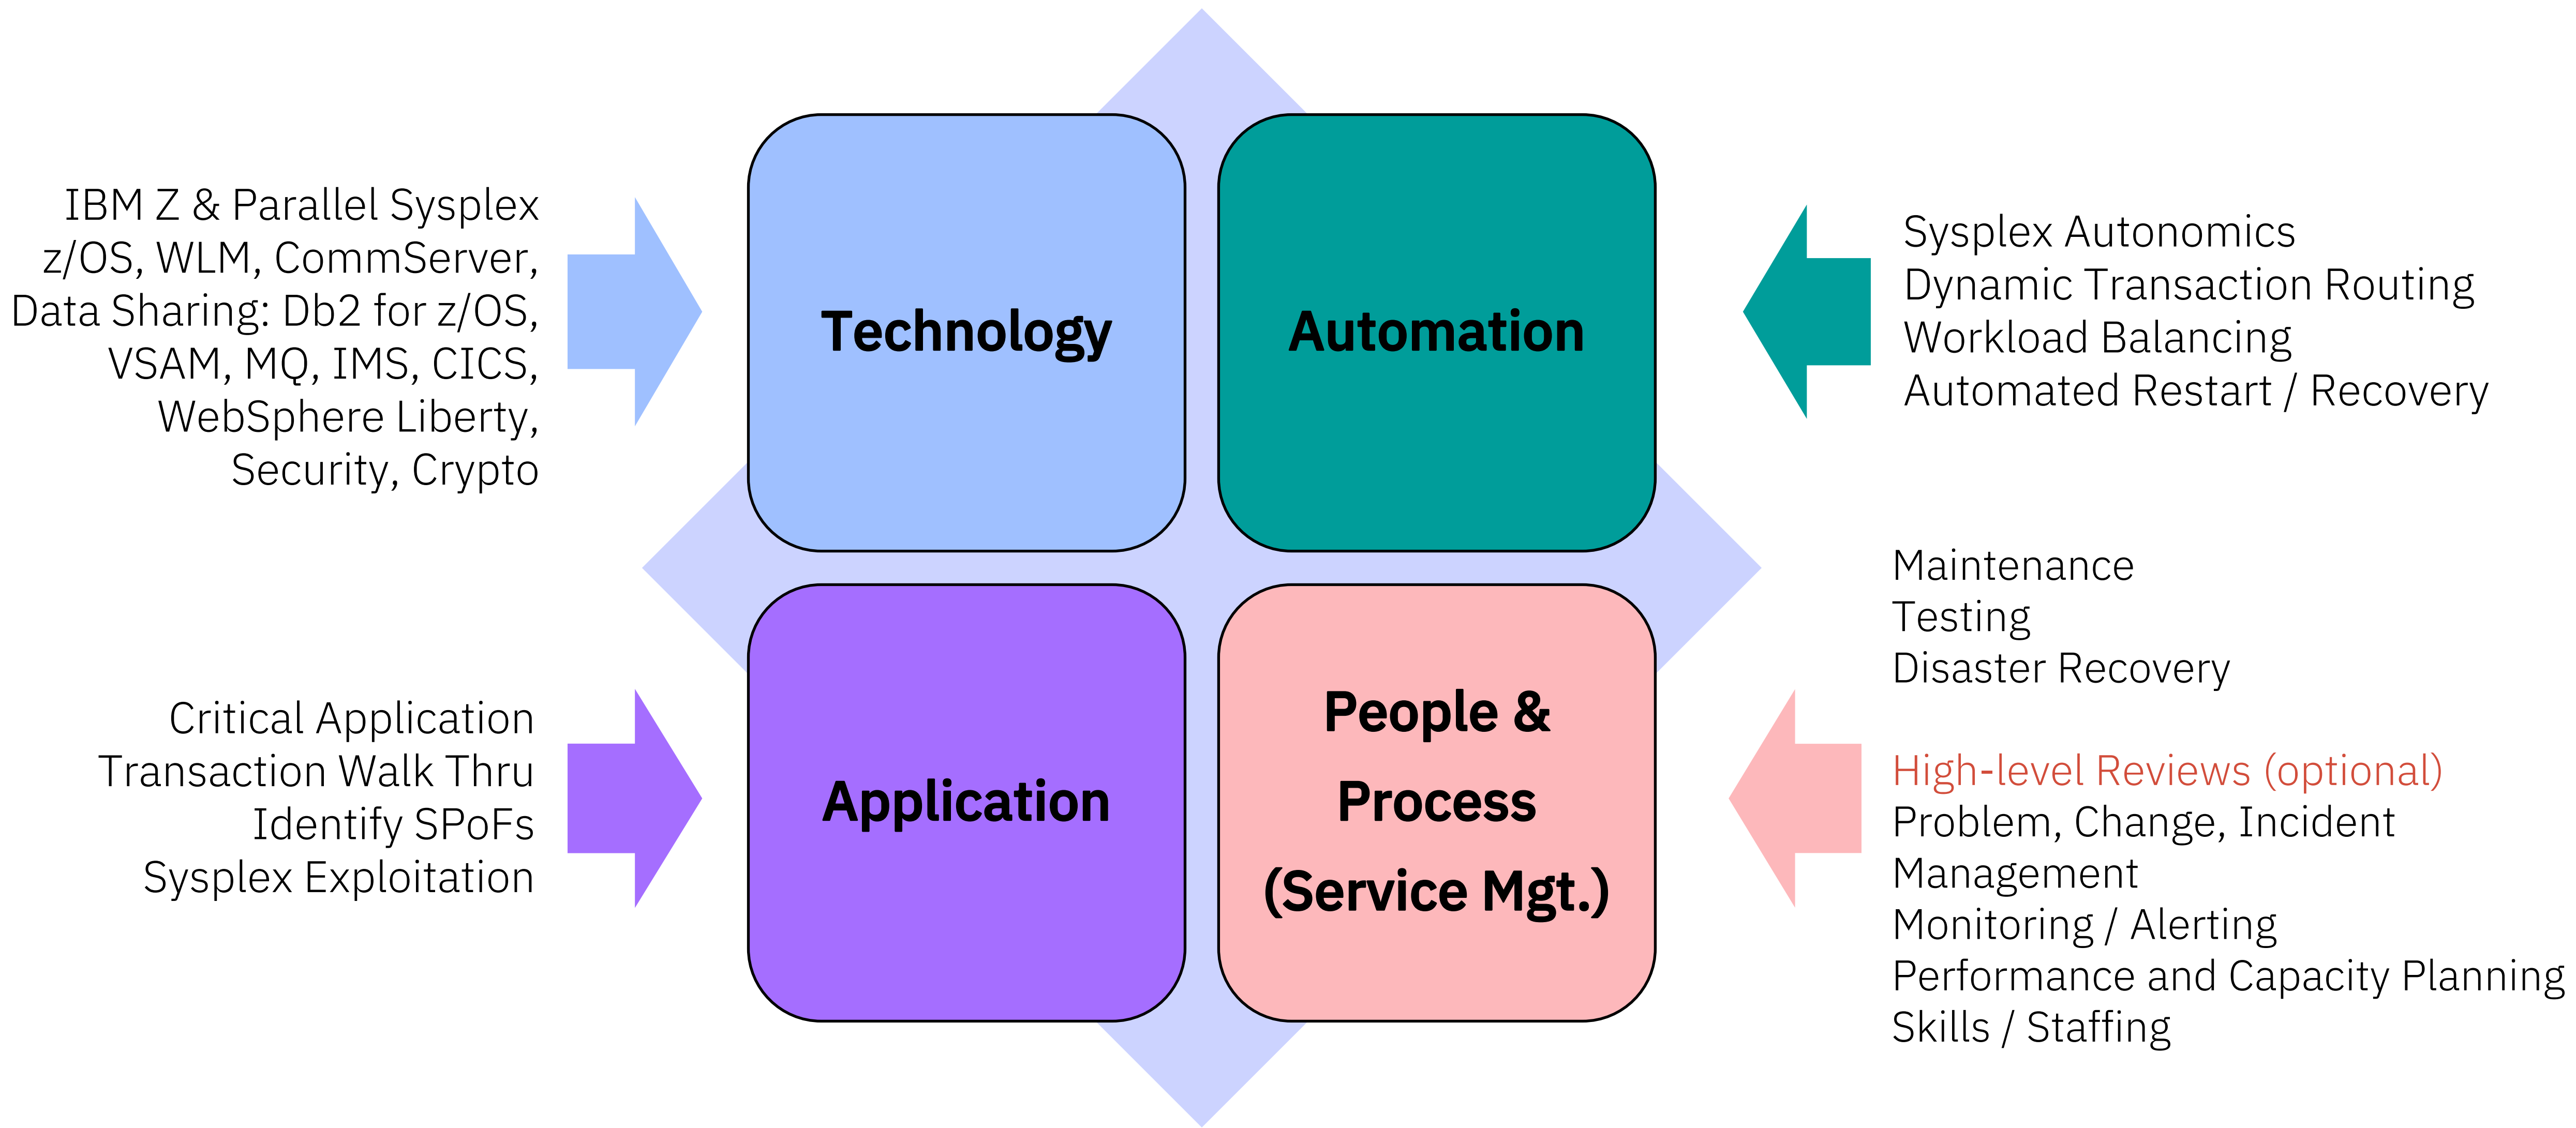 IBM Z & Parallel Sysplex
z/OS, WLM, CommServer,
Data Sharing: Db2 for z/OS,
VSAM, MQ, IMS, CICS,
WebSphere Liberty,
Security, Crypto
Technology
Automation
Sysplex Autonomics
Dynamic Transaction Routing
Workload Balancing
Automated Restart / Recovery
Critical Application
Transaction Walk Thru
Identify SPoFs
Sysplex Exploitation
Application
People &
Process
(Service Mgt.)
Maintenance
Testing
Disaster Recovery
High-level Reviews (optional)
Problem, Change, Incident
Management
Monitoring / Alerting
Performance and Capacity Planning
Skills / Staffing